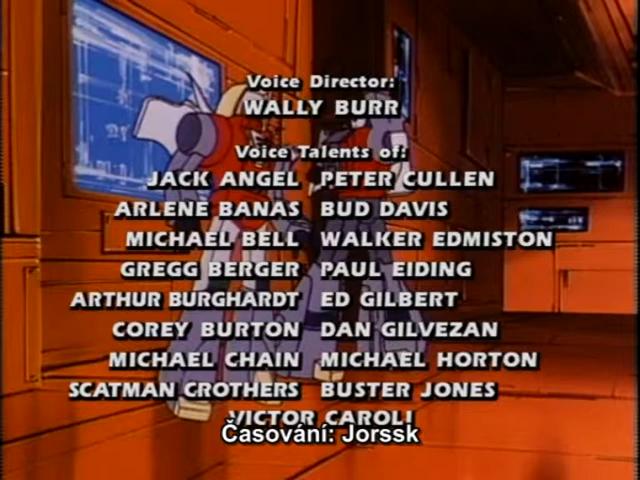 Voice Director:
WALLY BURR
Voice Talents of:
JACK ANGEL PETER CULLEN
ARLENE BANAS BUD DAVIS
MICHAEL BELL WALKER EDMISTON
GREGG BERGER PAUL EIDING
ARTHUR BURGHARDT ED GILBERT
COREY BURTON DAN GILVEZAN
MICHAEL CHAIN MICHAEL HORTON
SCATMAN CROTHERS BUSTER JONES
VICTOR CAROLI
Časování: Jorssk